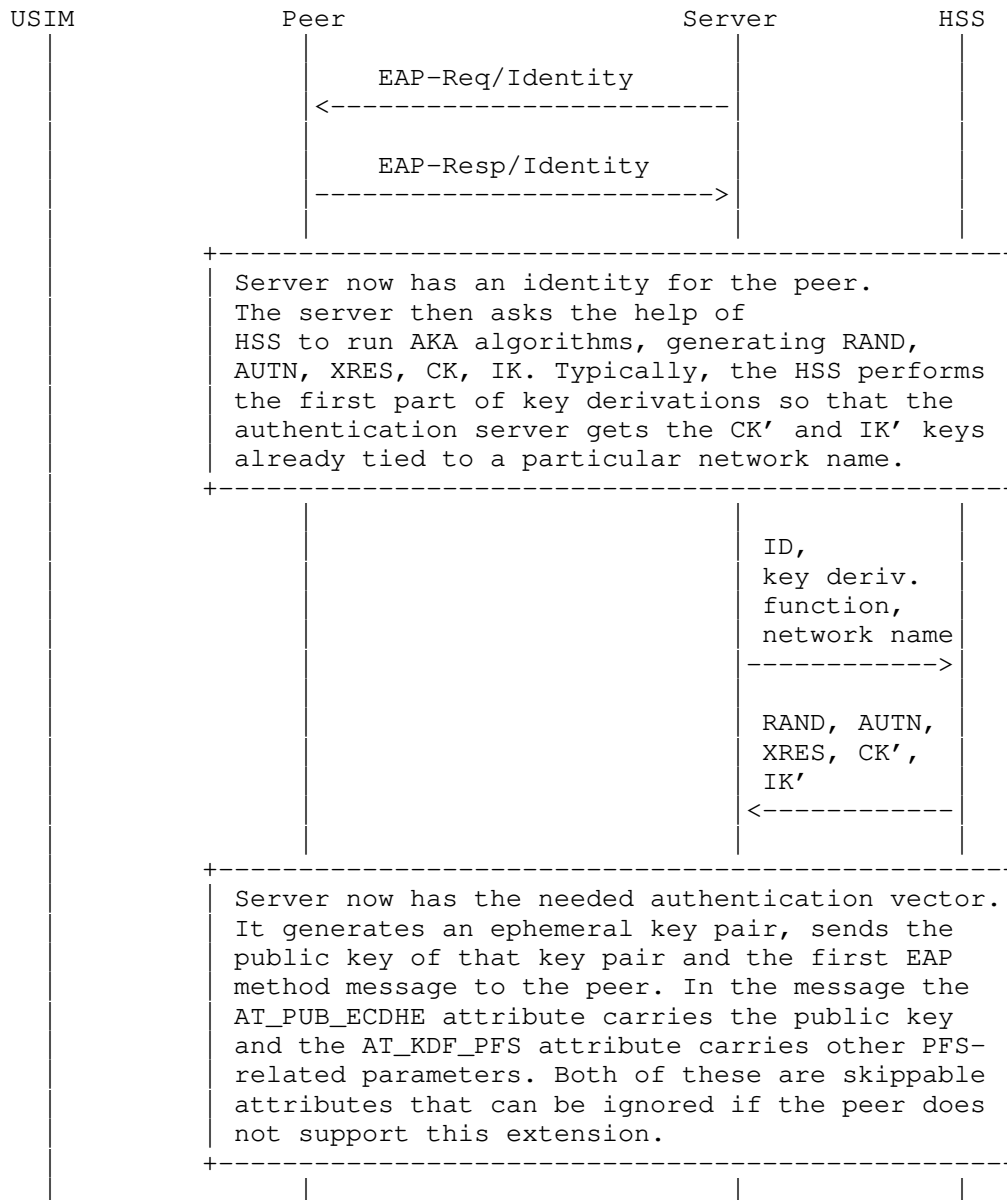 USIM Peer Server HSS
EAP-Req/Identity
EAP-Resp/Identity
Server now has an identity for the peer.
The server then asks the help of
HSS to run AKA algorithms, generating RAND,
AUTN, XRES, CK, IK. Typically, the HSS performs
the first part of key derivations so that the
authentication server gets the CK' and IK' keys
already tied to a particular network name.
ID,
key deriv.
function,
network name
RAND, AUTN,
XRES, CK',
IK'
Server now has the needed authentication vector.
It generates an ephemeral key pair, sends the
public key of that key pair and the first EAP
method message to the peer. In the message the
AT_PUB_ECDHE attribute carries the public key
and the AT_KDF_PFS attribute carries other PFS-
related parameters. Both of these are skippable
attributes that can be ignored if the peer does
not support this extension.